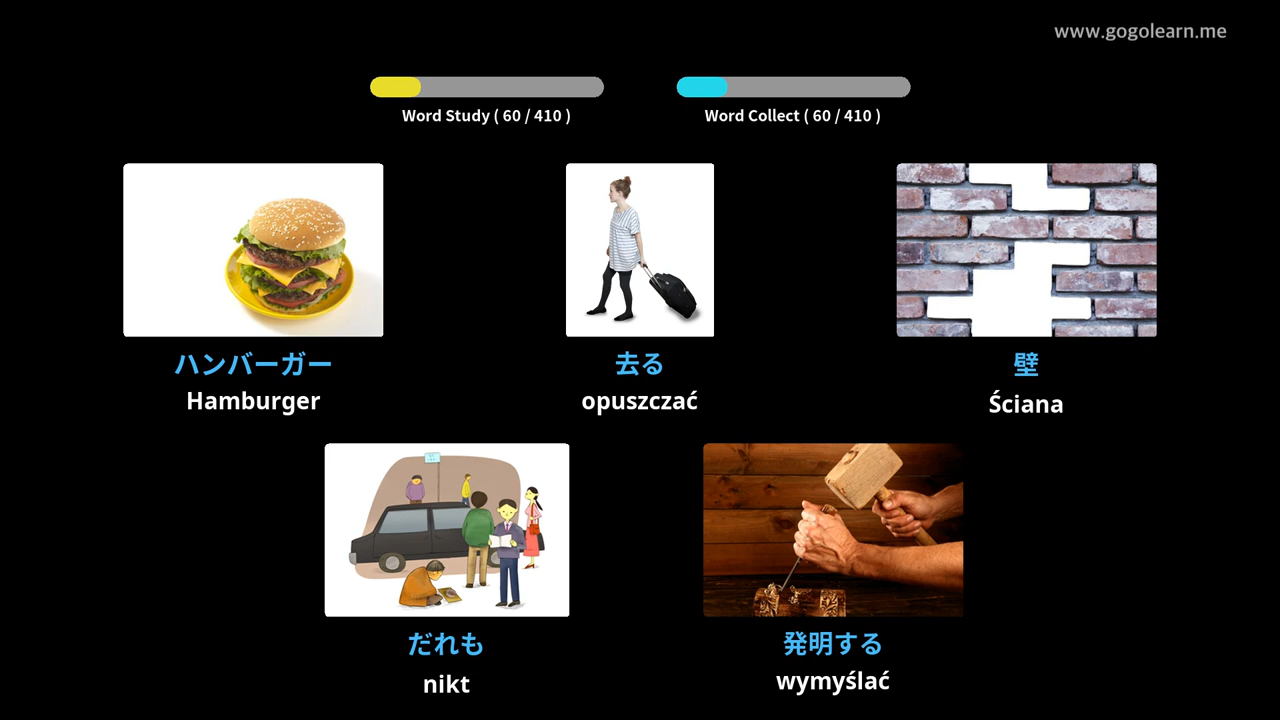 www.gogolearn.me
Word Study ( 60 / 410 )
Word Collect ( 60 / 410 )
ハンバーガー
Hamburger
去る
opuszczać
壁
Ściana
だれも
nikt
発明する
wymyślać